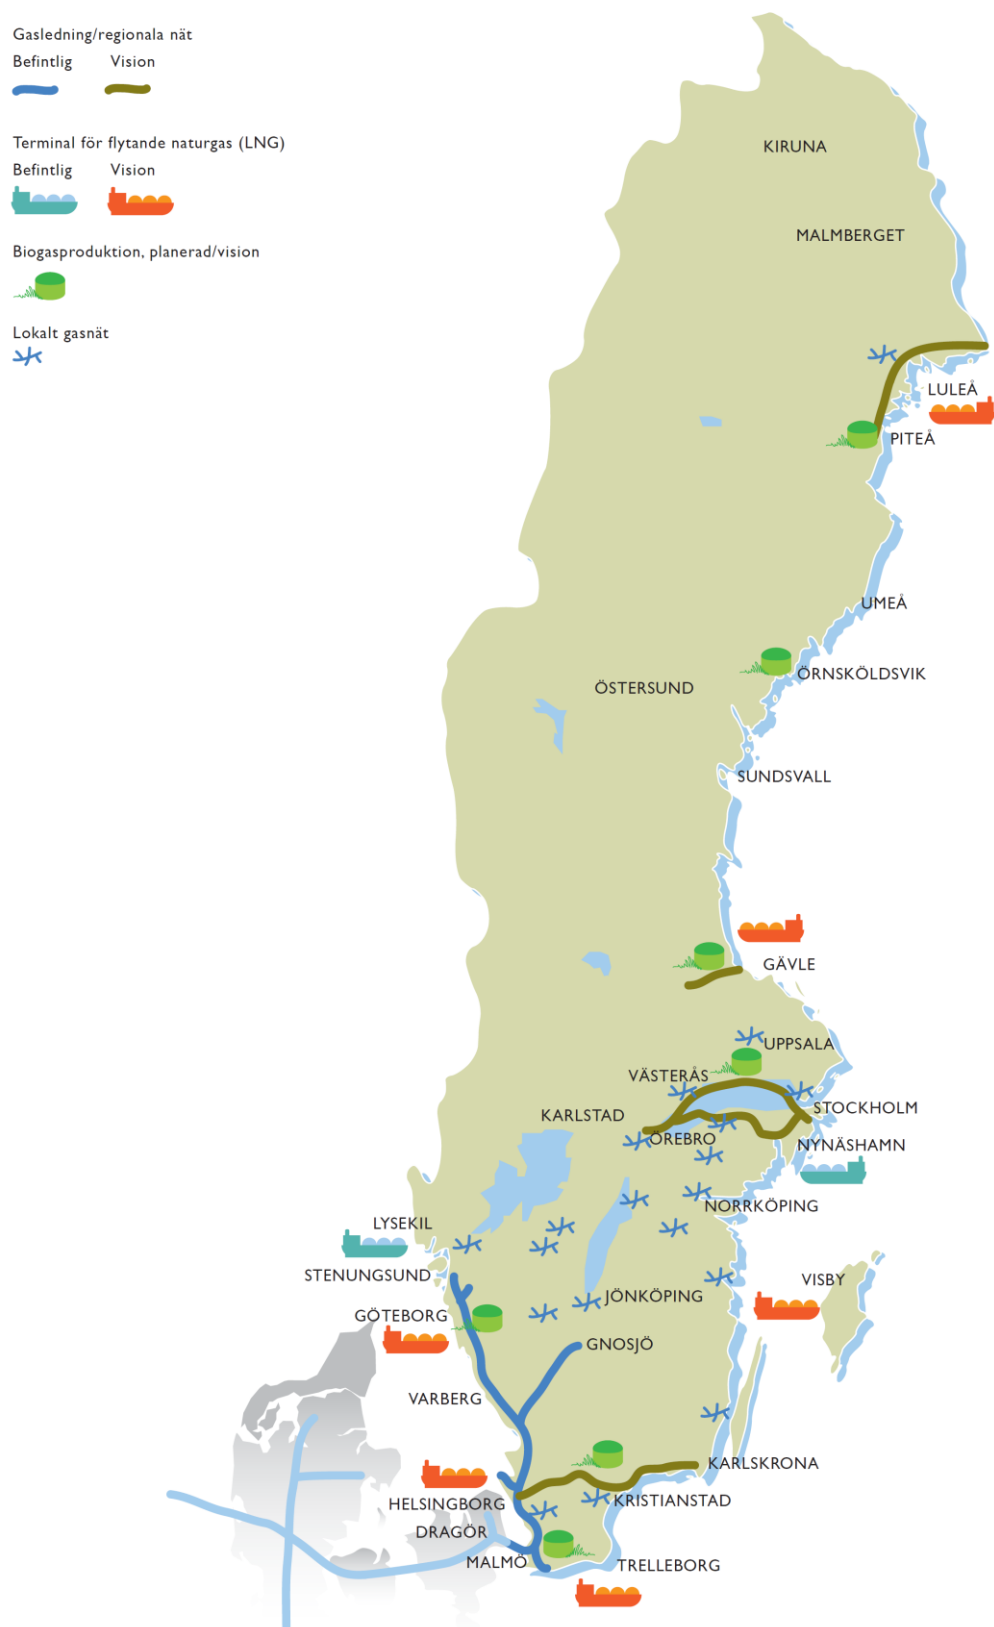 Gasledning/regionala nät
Befintlig Vision
Terminal för flytande naturgas (LNG)
Befintlig Vision
Biogasproduktion, planerad/vision
Lokalt gasnät
KIRUNA
MALMBERGET
LULEÅ
PITEÅ
UMEÅ
ÖRNSKÖLDSVIK
ÖSTERSUND
SUNDSVALL
GÄVLE
UPPSALA
VÄSTERÅS
KARLSTAD
STOCKHOLM
ÖREBRO
NYNÄSHAMN
NORRKÖPING
LYSEKIL
STENUNGSUND
VISBY
JÖNKÖPING
GÖTEBORG
GNOSJÖ
VARBERG
KARLSKRONA
KRISTIANSTAD
HELSINGBORG
DRAGÖR
MALMÖ
TRELLEBORG